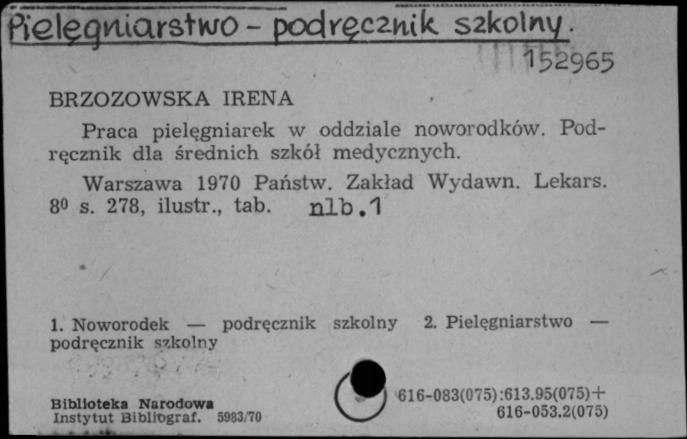 Pielęgniarstwo - podręcznik szkolny.
152965
BRZOZOWSKA IRENA
Praca pielęgniarek w oddziale noworodków. Pod-
ręcznik dla średnich szkół medycznych.
Warszawa 1970 Państw. Zakład Wydawn. Lekars.
8⁰ s. 278, ilustr., tab. nlb.1
1. Noworodek — podręcznik szkolny 2. Pielęgniarstwo —
podręcznik szkolny
616-083(075):613.95(075)+
Biblioteka Narodowa
Instytut Bibliograf. 5983/70
616-053.2(075)